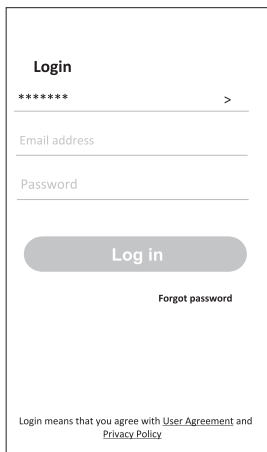 Login
******* >
Email address
Password
Log in
Forgot password
Login means that you agree with User Agreement and
Privacy Policy